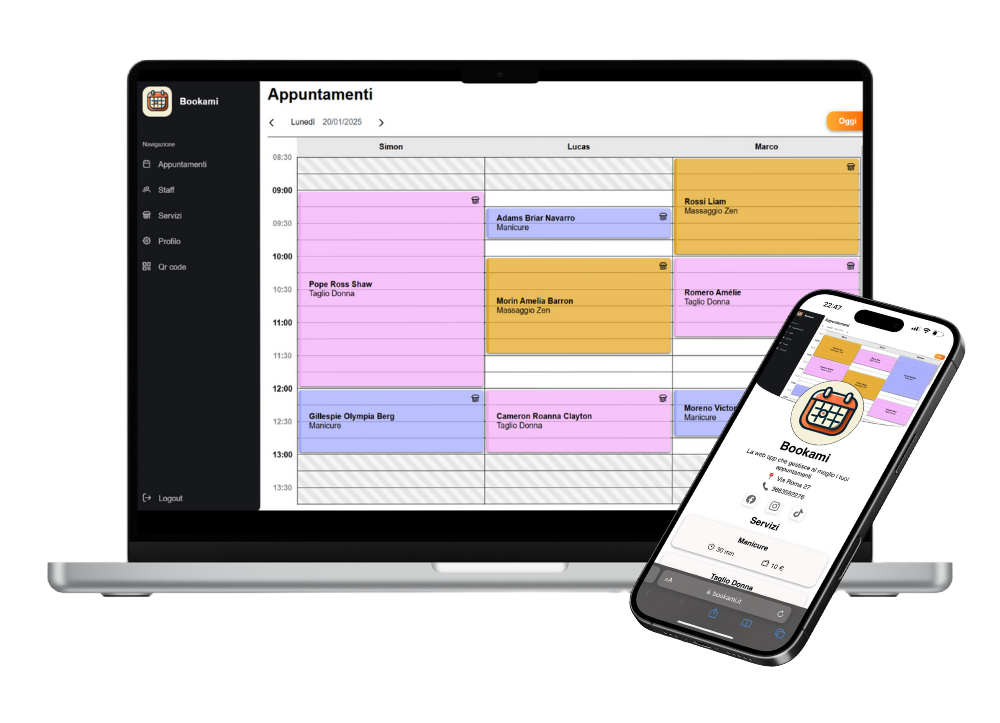 Bookami
Navigazione
Appuntamenti
Staff
Servizi
Profilo
Qr code
Logout
Appuntamenti
Lunedì 20/01/2025
Oggi
Simon Lucas Marco
08:30
09:00
09:30
10:00
10:30
11:00
11:30
12:00
12:30
13:00
13:30
Pope Ross Shaw
Taglio Donna
Gillespie Olympia Berg
Manicure
Adams Briar Navarro
Manicure
Morin Amelia Barron
Massaggio Zen
Cameron Roanna Clayton
Taglio Donna
Rossi Liam
Massaggio Zen
Romero Amélie
Taglio Donna
Moreno Victor
Manicure
22:47
Bookami
La web app che gestisce al meglio i tuoi
appuntamenti
Via Roma 27
Servizi
Manicure
30 min 10 €
Taglio Donna
AA bookami.it